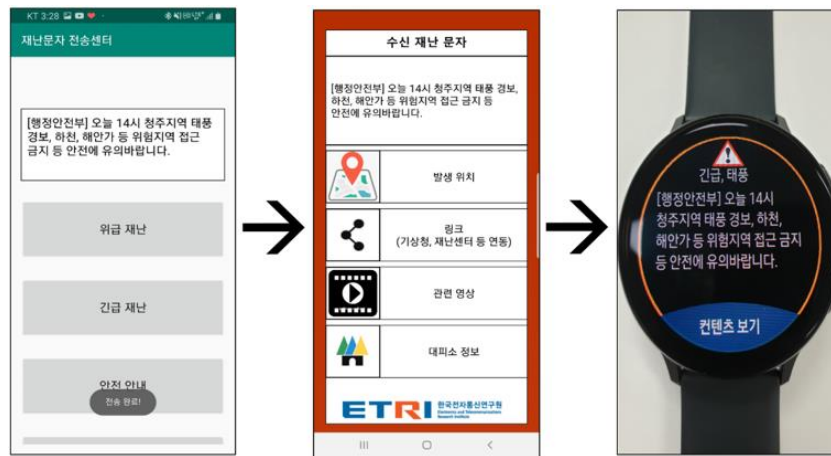 KT 3:28
재난문자 전송센터
[행정안전부] 오늘 14시 청주지역 태풍
경보, 하천, 해안가 등 위험지역 접근
금지 등 안전에 유의바랍니다.
위급 재난
긴급 재난
안전 안내
전송 완료!
수신 재난 문자
[행정안전부] 오늘 14시 청주지역 태풍 경보,
하천, 해안가 등 위험지역 접근 금지 등
안전에 유의바랍니다.
발생 위치
링크
(기상청, 재난센터 등 연동)
관련 영상
대피소 정보
ETRI 한국전자통신연구원
Electronics and Telecommunications
Research Institute
긴급, 태풍
[행정안전부] 오늘 14시
청주지역 태풍 경보, 하천,
해안가 등 위험지역 접근 금지
등 안전에 유의바랍니다.
컨텐츠 보기